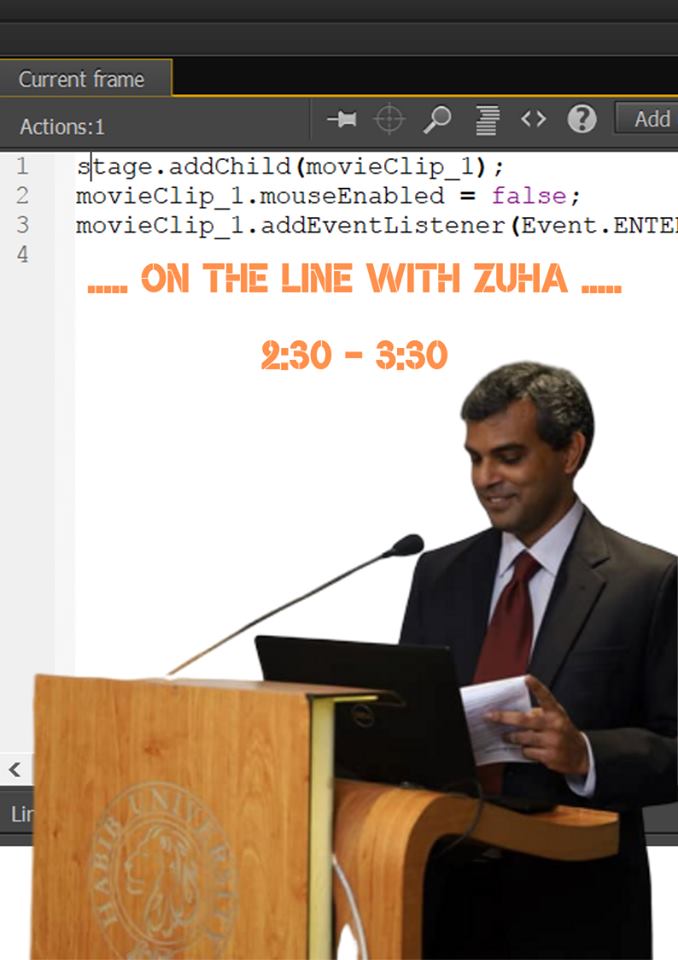 Current frame
Actions:1
Add
1 stage.addChild(movieClip_1);
2 movieClip_1.mouseEnabled = false;
3 movieClip_1.addEventListener(Event.ENTE
4
..... ON THE LINE WITH ZUHA .....
2:30 - 3:30
DELL
Lin
HABIB UNIVERSITY